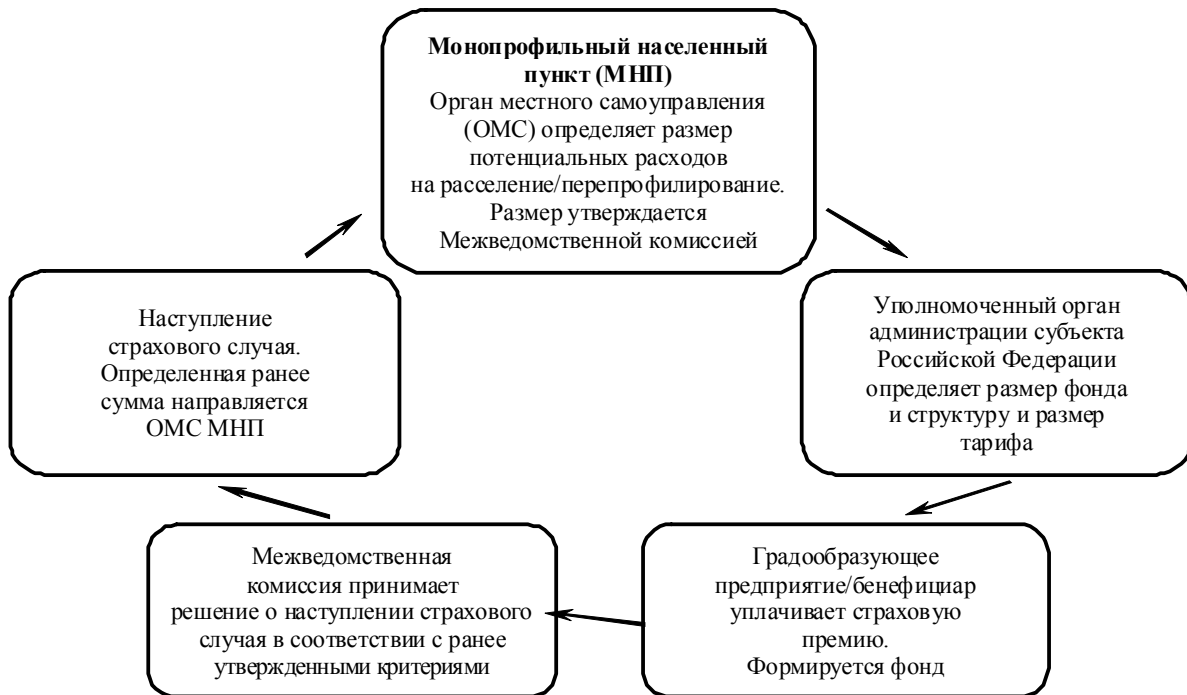 Монопрофильный населенный
пункт (МНП)
Орган местного самоуправления
(ОМС) определяет размер
потенциальных расходов
на расселение/перепрофилирование.
Размер утверждается
Межведомственной комиссией
Уполномоченный орган
администрации субъекта
Российской Федерации
определяет размер фонда
и структуру и размер
тарифа
Градообразующее
предприятие/бенефициар
уплачивает страховую
премию.
Формируется фонд
Межведомственная
комиссия принимает
решение о наступлении страхового
случая в соответствии с ранее
утвержденными критериями
Наступление
страхового случая.
Определенная ранее
сумма направляется
ОМС МНП